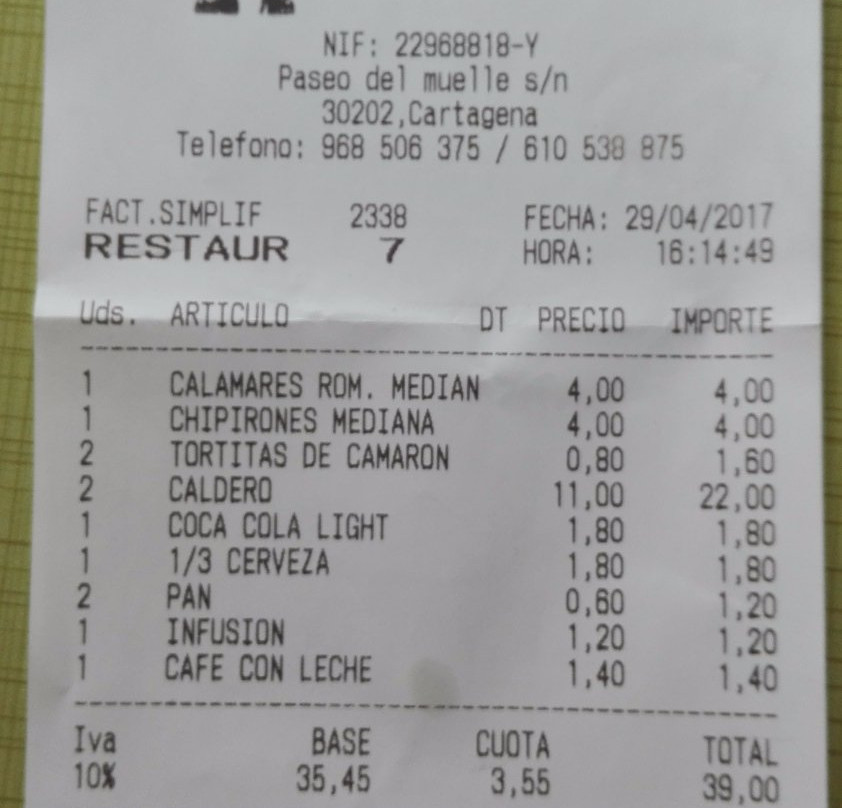 NIF: 22968818-Y
Paseo del muelle s/n
30202,Cartagena
Telefono: 968 506 375 / 610 538 875
FACT.SIMPLIF 2338 FECHA: 29/04/2017
RESTAUR 7 HORA: 16:14:49
Uds. ARTICULO DT PRECIO IMPORTE
1 CALAMARES ROM. MEDIAN 4,00 4,00
1 CHIPIRONES MEDIANA 4,00 4,00
2 TORTITAS DE CAMARON 0,80 1,60
2 CALDERO 11,00 22,00
1 COCA COLA LIGHT 1,80 1,80
1 1/3 CERVEZA 1,80 1,80
2 PAN 0,60 1,20
1 INFUSION 1,20 1,20
1 CAFE CON LECHE 1,40 1,40
Iva BASE CUOTA TOTAL
10% 35,45 3,55 39,00